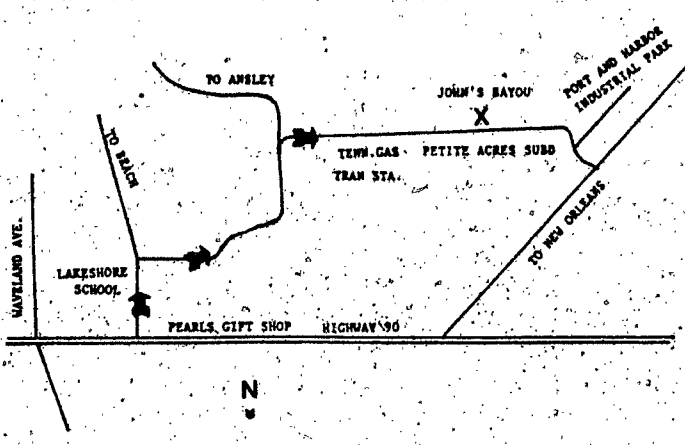 TO ANSLEY
JOHN'S BAYOU
X
PORT AND HARBOR
INDUSTRIAL PARK
TO BEACH
TENN.GAS
TRAN STA.
PETITE ACRES SUBD
WAVELAND AVE.
TO NEW ORLEANS
LAKESHORE
SCHOOL
PEARLS GIFT SHOP
HIGHWAY 90
N